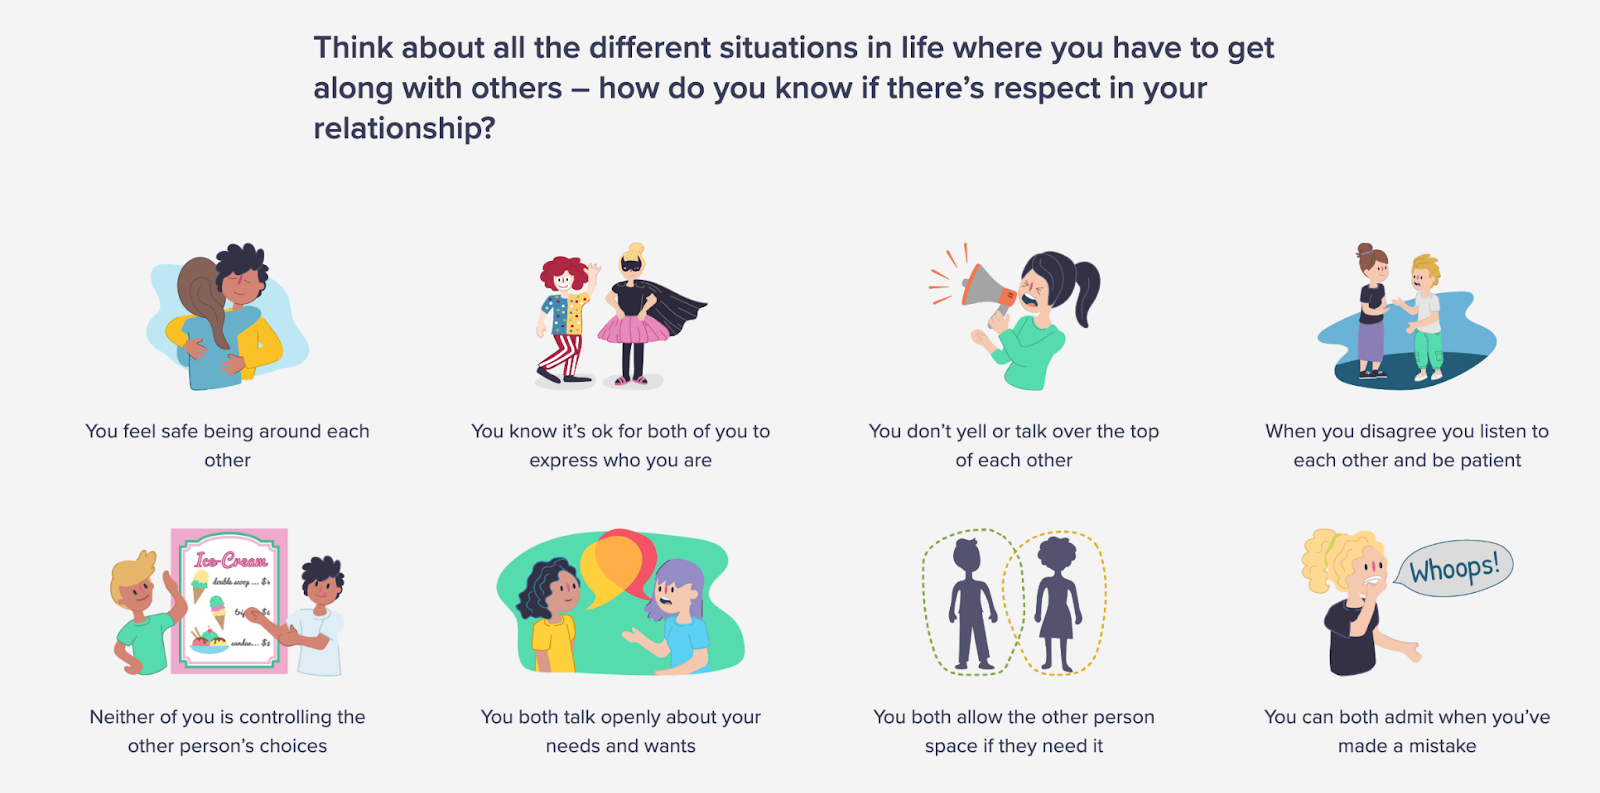 Think about all the different situations in life where you have to get
along with others – how do you know if there’s respect in your
relationship?
You feel safe being around each
other
You know it’s ok for both of you to
express who you are
You don’t yell or talk over the top
of each other
When you disagree you listen to
each other and be patient
Ice-Cream
double scoop ... $4
$6
sundae... $8
Whoops!
Neither of you is controlling the
other person’s choices
You both talk openly about your
needs and wants
You both allow the other person
space if they need it
You can both admit when you’ve
made a mistake